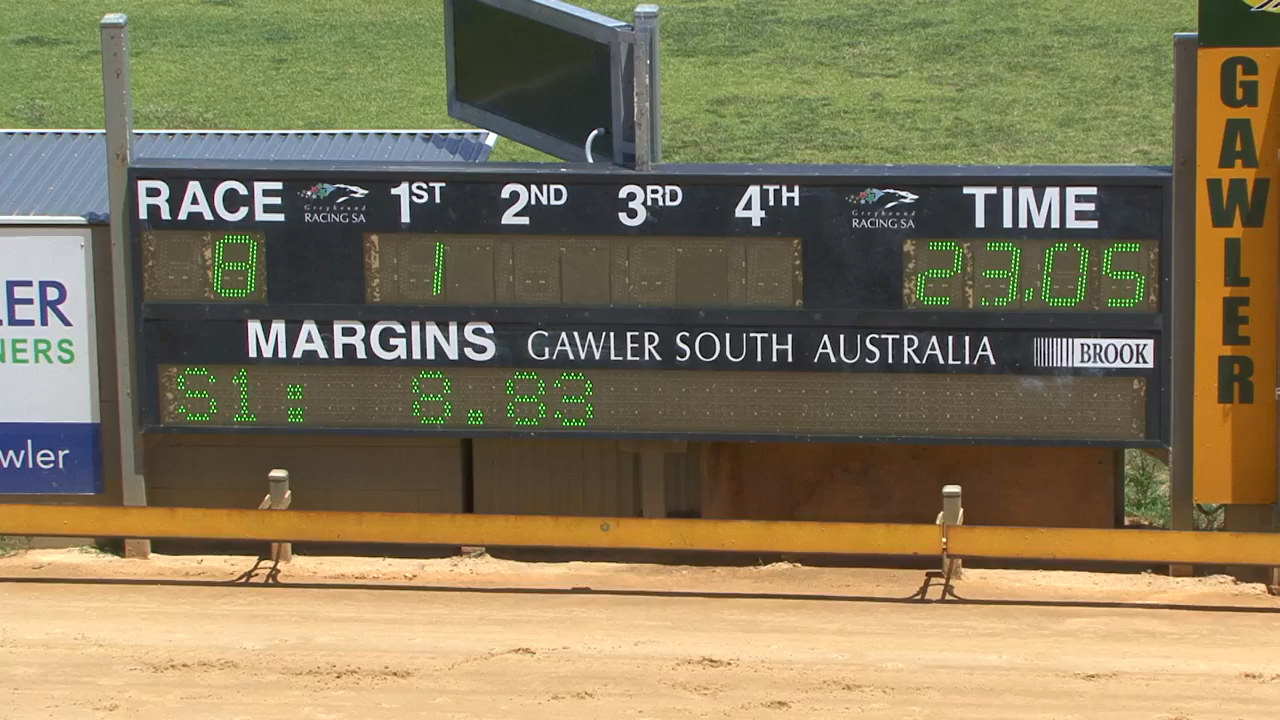 RACE
Greyhound
RACING SA
1ST 2ND 3RD 4TH
Greyhound
RACING SA
TIME
8 1 23.05
MARGINS GAWLER SOUTH AUSTRALIA BROOK
S1: 8.83
LER
NERS
wler
GAWLER